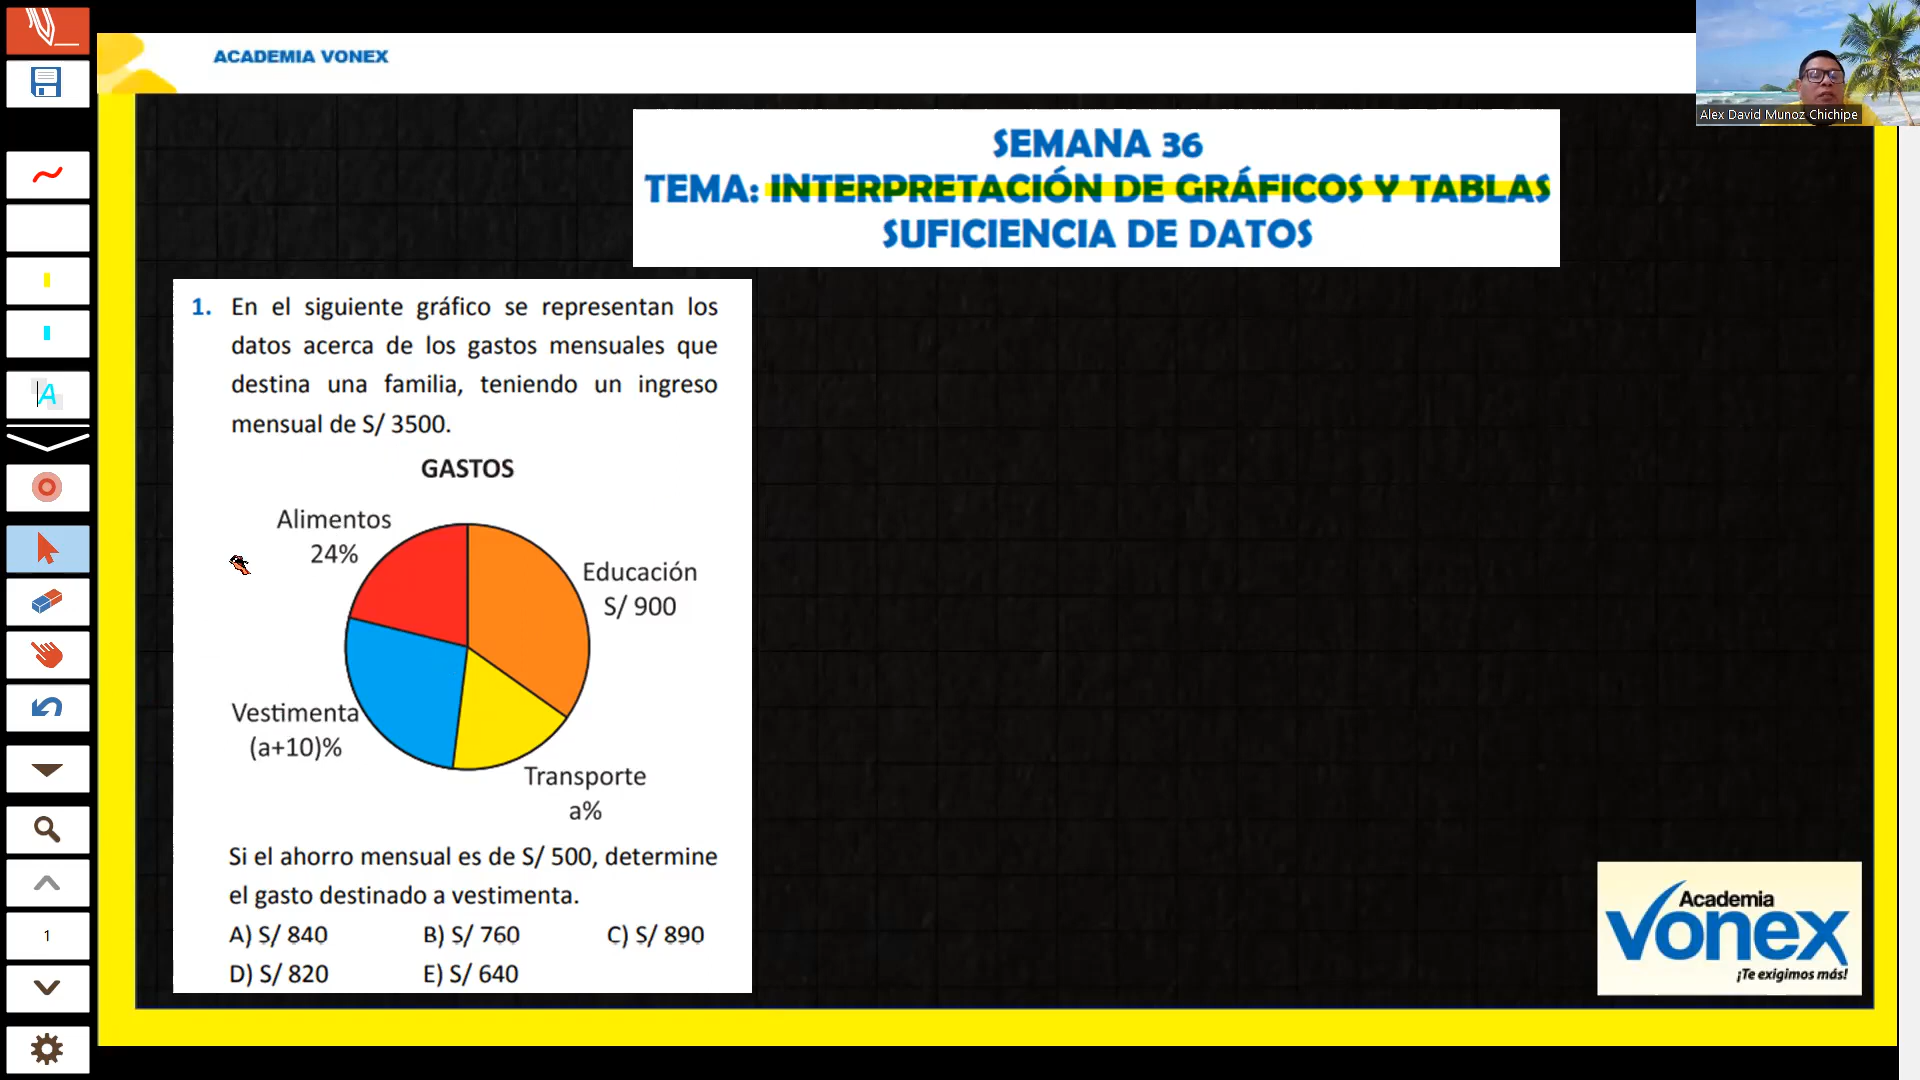 ACADEMIA VONEX
Alex David Munoz Chichipe
SEMANA 36
TEMA: INTERPRETACIÓN DE GRÁFICOS Y TABLAS
SUFICIENCIA DE DATOS
1. En el siguiente gráfico se representan los
datos acerca de los gastos mensuales que
destina una familia, teniendo un ingreso
mensual de S/ 3500.
GASTOS
Alimentos
24%
Educación
S/ 900
Vestimenta
(a+10)%
Transporte
a%
Si el ahorro mensual es de S/ 500, determine
el gasto destinado a vestimenta.
A) S/ 840 B) S/ 760 C) S/ 890
D) S/ 820 E) S/ 640
Academia
Vonex
¡Te exigimos más!
A
1